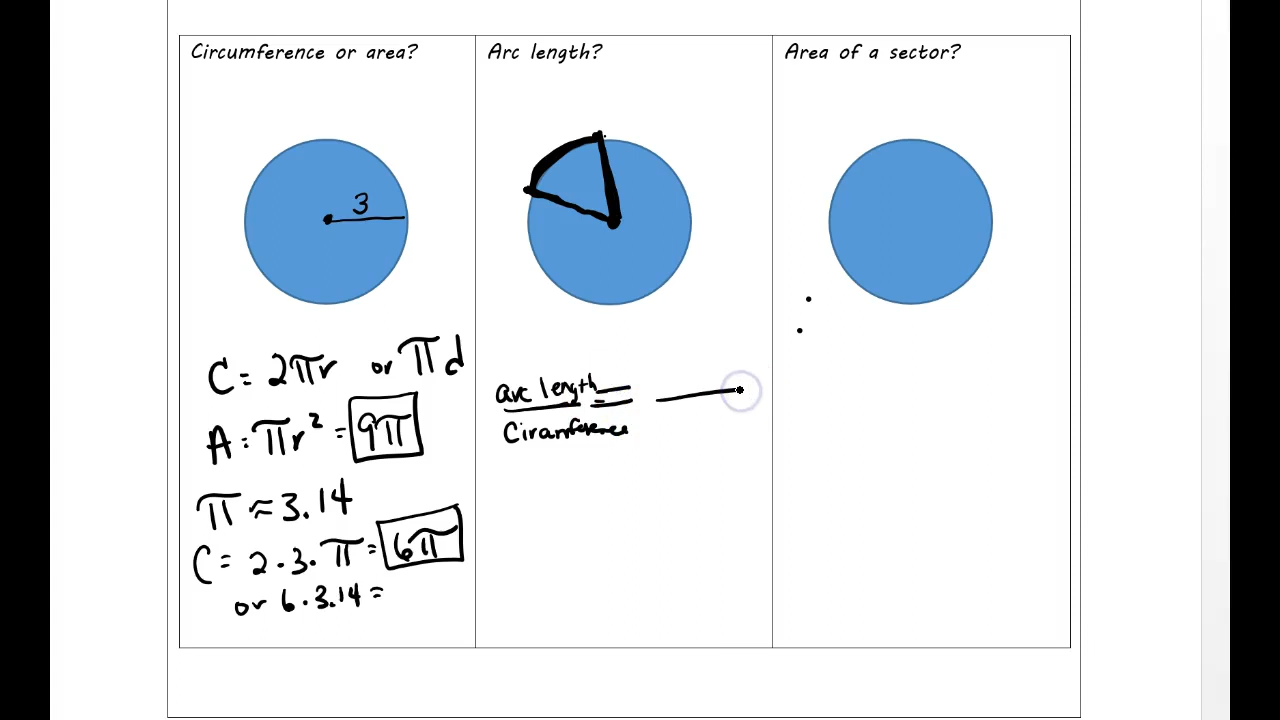 Circumference or area?
3
C = 2πr or πd
A = πr² = 9π
π ≈ 3.14
C = 2·3·π = 6π
or 6·3.14 =
Arc length?
arc length =
Circumference
Area of a sector?